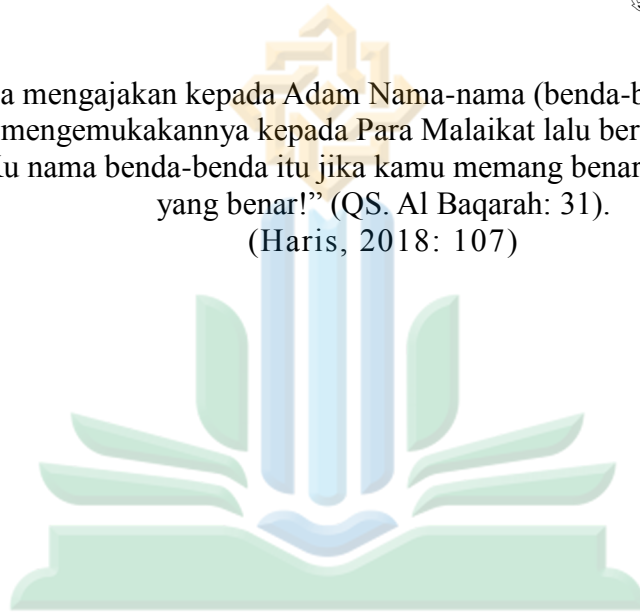 a mengajakan kepada Adam Nama-nama (benda-b
mengemukakannya kepada Para Malaikat lalu ber
u nama benda-benda itu jika kamu memang benar
yang benar!” (QS. Al Baqarah: 31).
(Haris, 2018: 107)